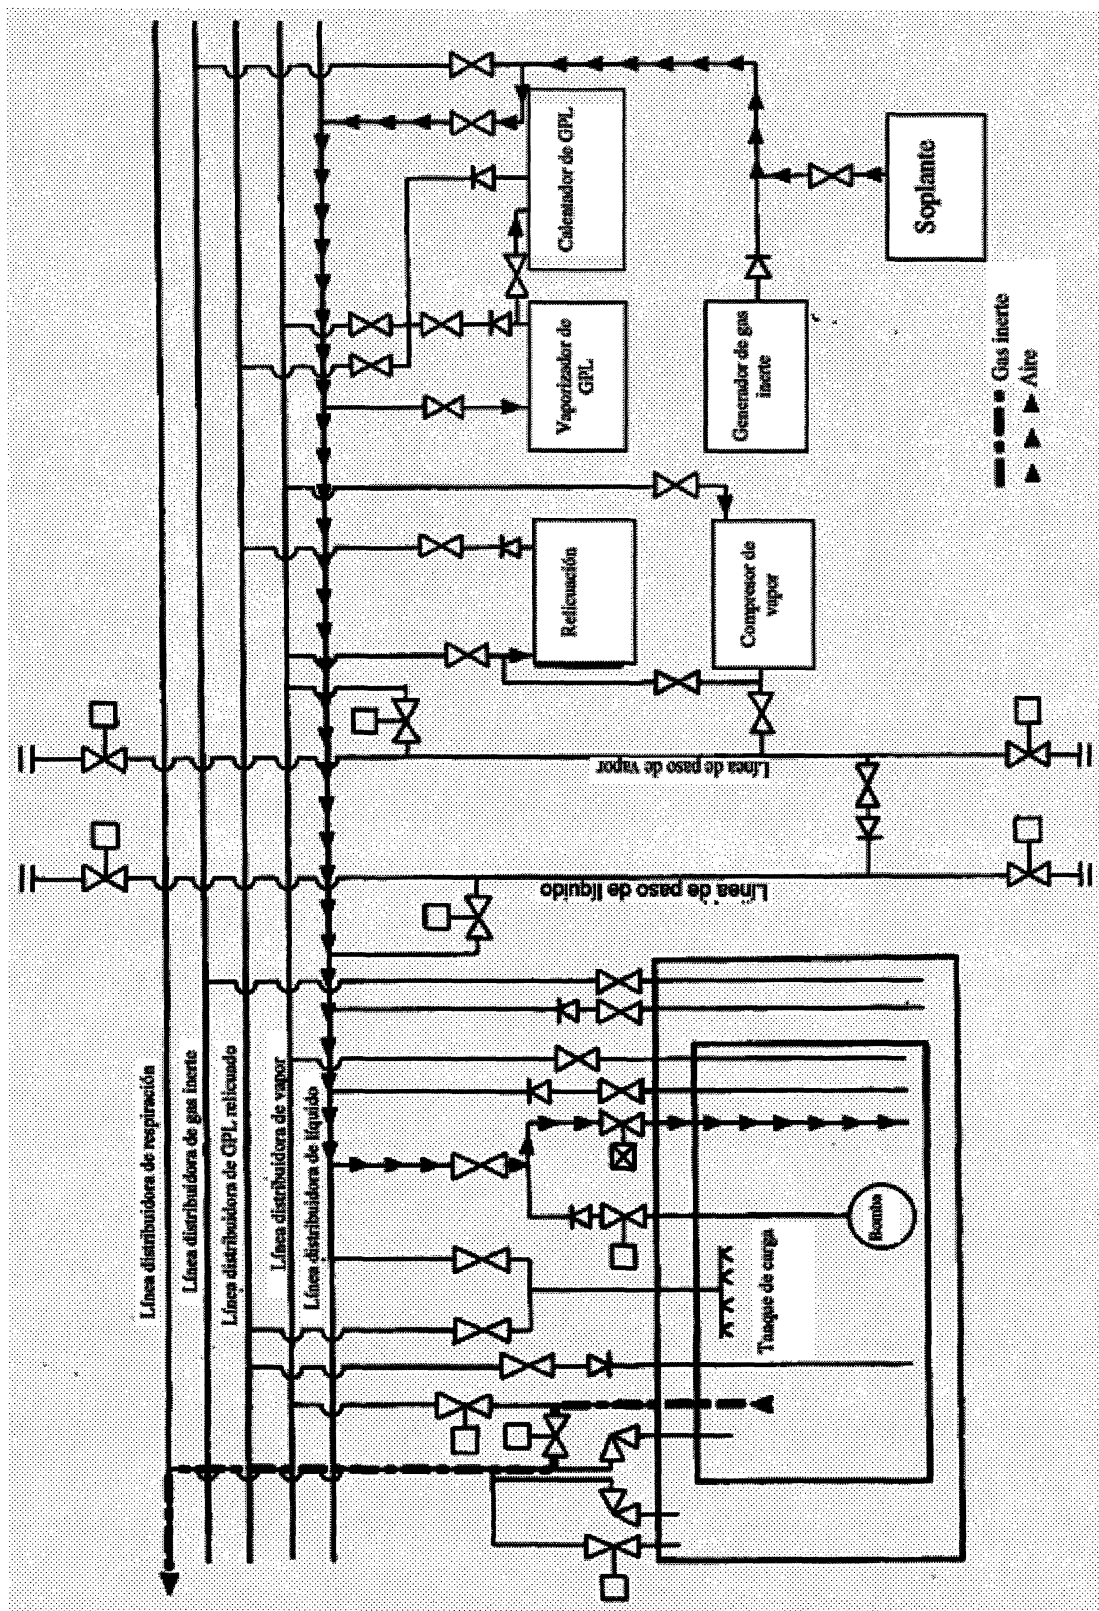 Línea distribuidora de respiración
Línea distribuidora de gas inerte
Línea distribuidora de GPL relicuado
Línea distribuidora de vapor
Línea distribuidora de líquido
Calcatador de GPL
Vaporizador de
GPL
Generador de gas
inerte
Soplante
Relicuación
Compresor de
vapor
Gas inerte
Aire
Línea de paso de vapor
Línea de paso de líquido
Tanque de carga
Bomba